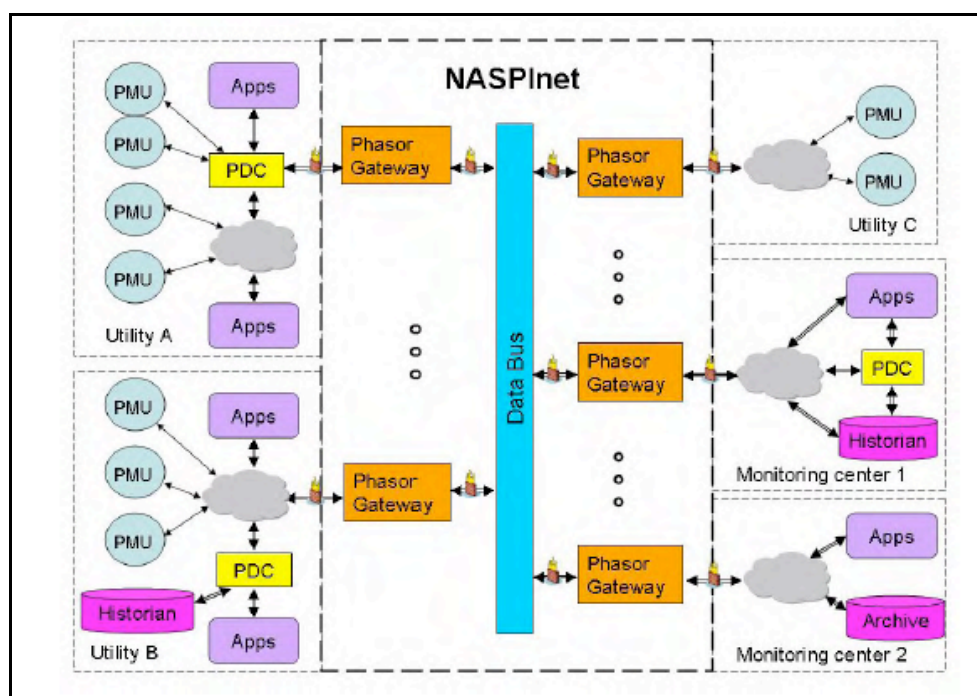 NASPInet
PMU
PMU
PMU
PMU
Apps
PDC
Apps
Utility A
Phasor
Gateway
PMU
PMU
PMU
Apps
PDC
Historian
Apps
Utility B
Phasor
Gateway
Data Bus
Phasor
Gateway
PMU
PMU
Utility C
Phasor
Gateway
Apps
PDC
Historian
Monitoring center 1
Phasor
Gateway
Apps
Archive
Monitoring center 2